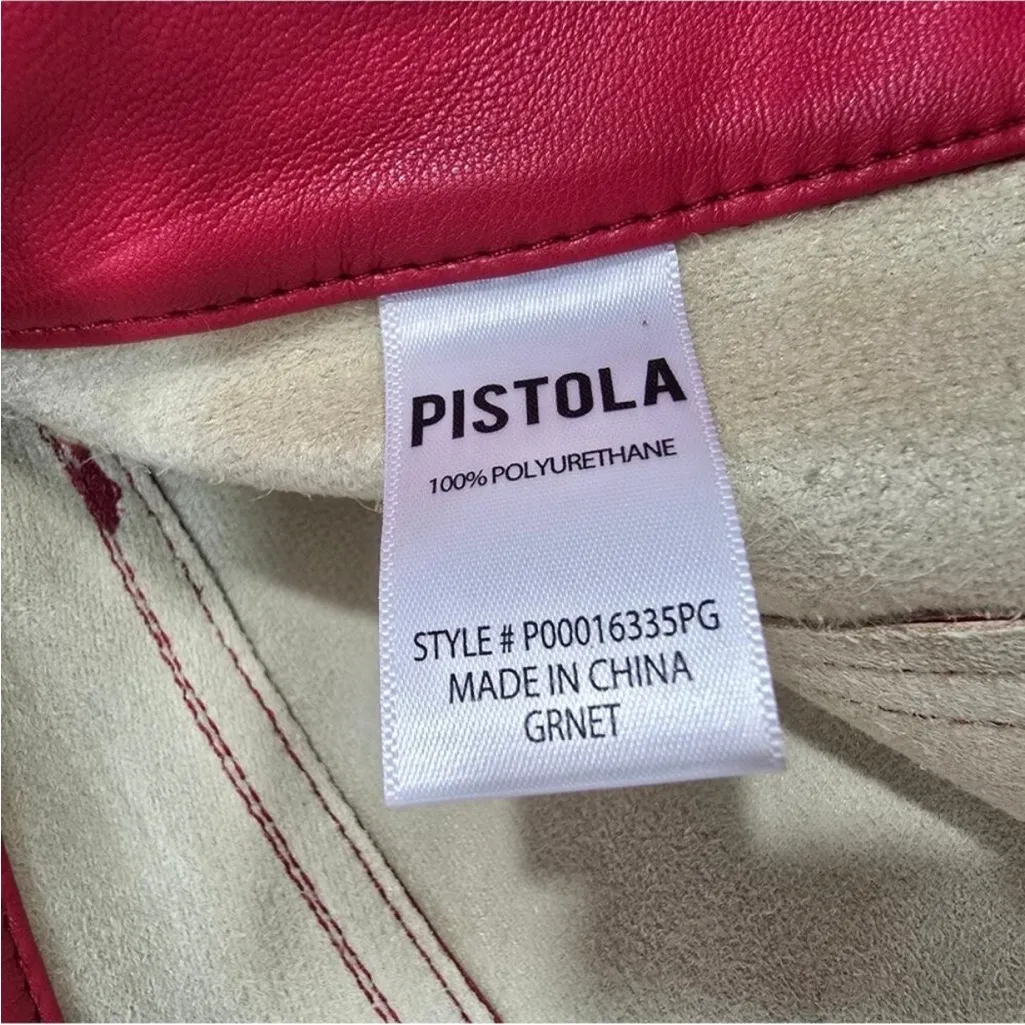 PISTOLA
100% POLYURETHANE
STYLE # P00016335PG
MADE IN CHINA
GRNET